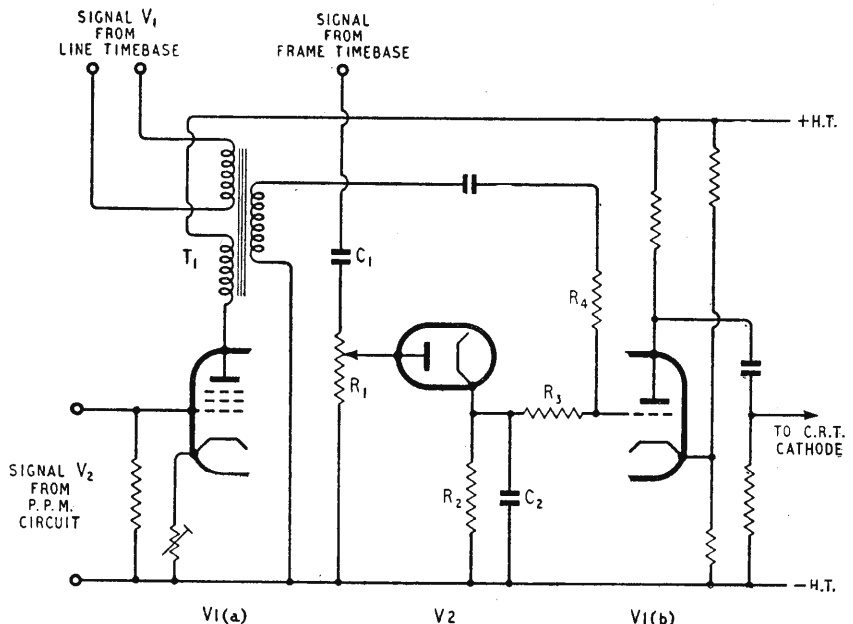 SIGNAL V₁
FROM
LINE TIMEBASE
SIGNAL
FROM
FRAME TIMEBASE
+H.T.
T₁
C₁
R₁
R₄
R₃
R₂
C₂
TO C.R.T.
CATHODE
SIGNAL V₂
FROM
P.P.M.
CIRCUIT
–H.T.
V1(a)
V2
V1(b)